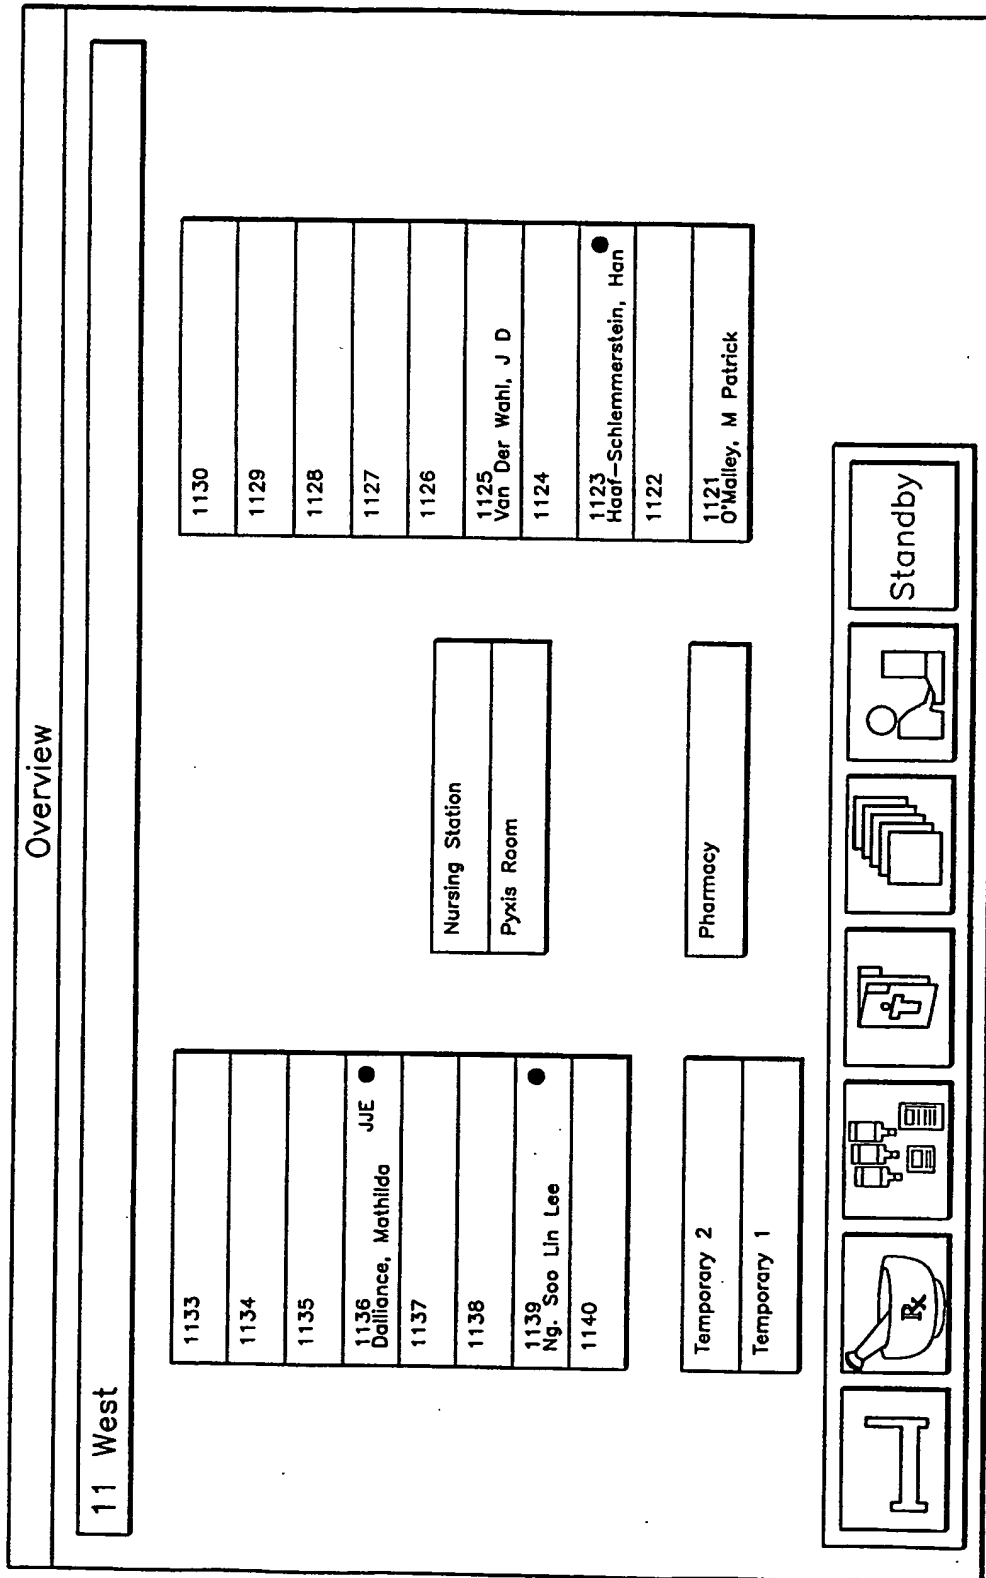 Overview
11 West
1133
1134
1135
1136
Dalliance, Mathilda JJE
1137
1138
1139
Ng. Soo Lin Lee
1140
Temporary 2
Temporary 1
Nursing Station
Pyxis Room
Pharmacy
1130
1129
1128
1127
1126
1125
Van Der Wahl, J D
1124
1123
Haaf-Schlemmerstein, Han
1122
1121
O'Malley, M Patrick
Rx
Standby